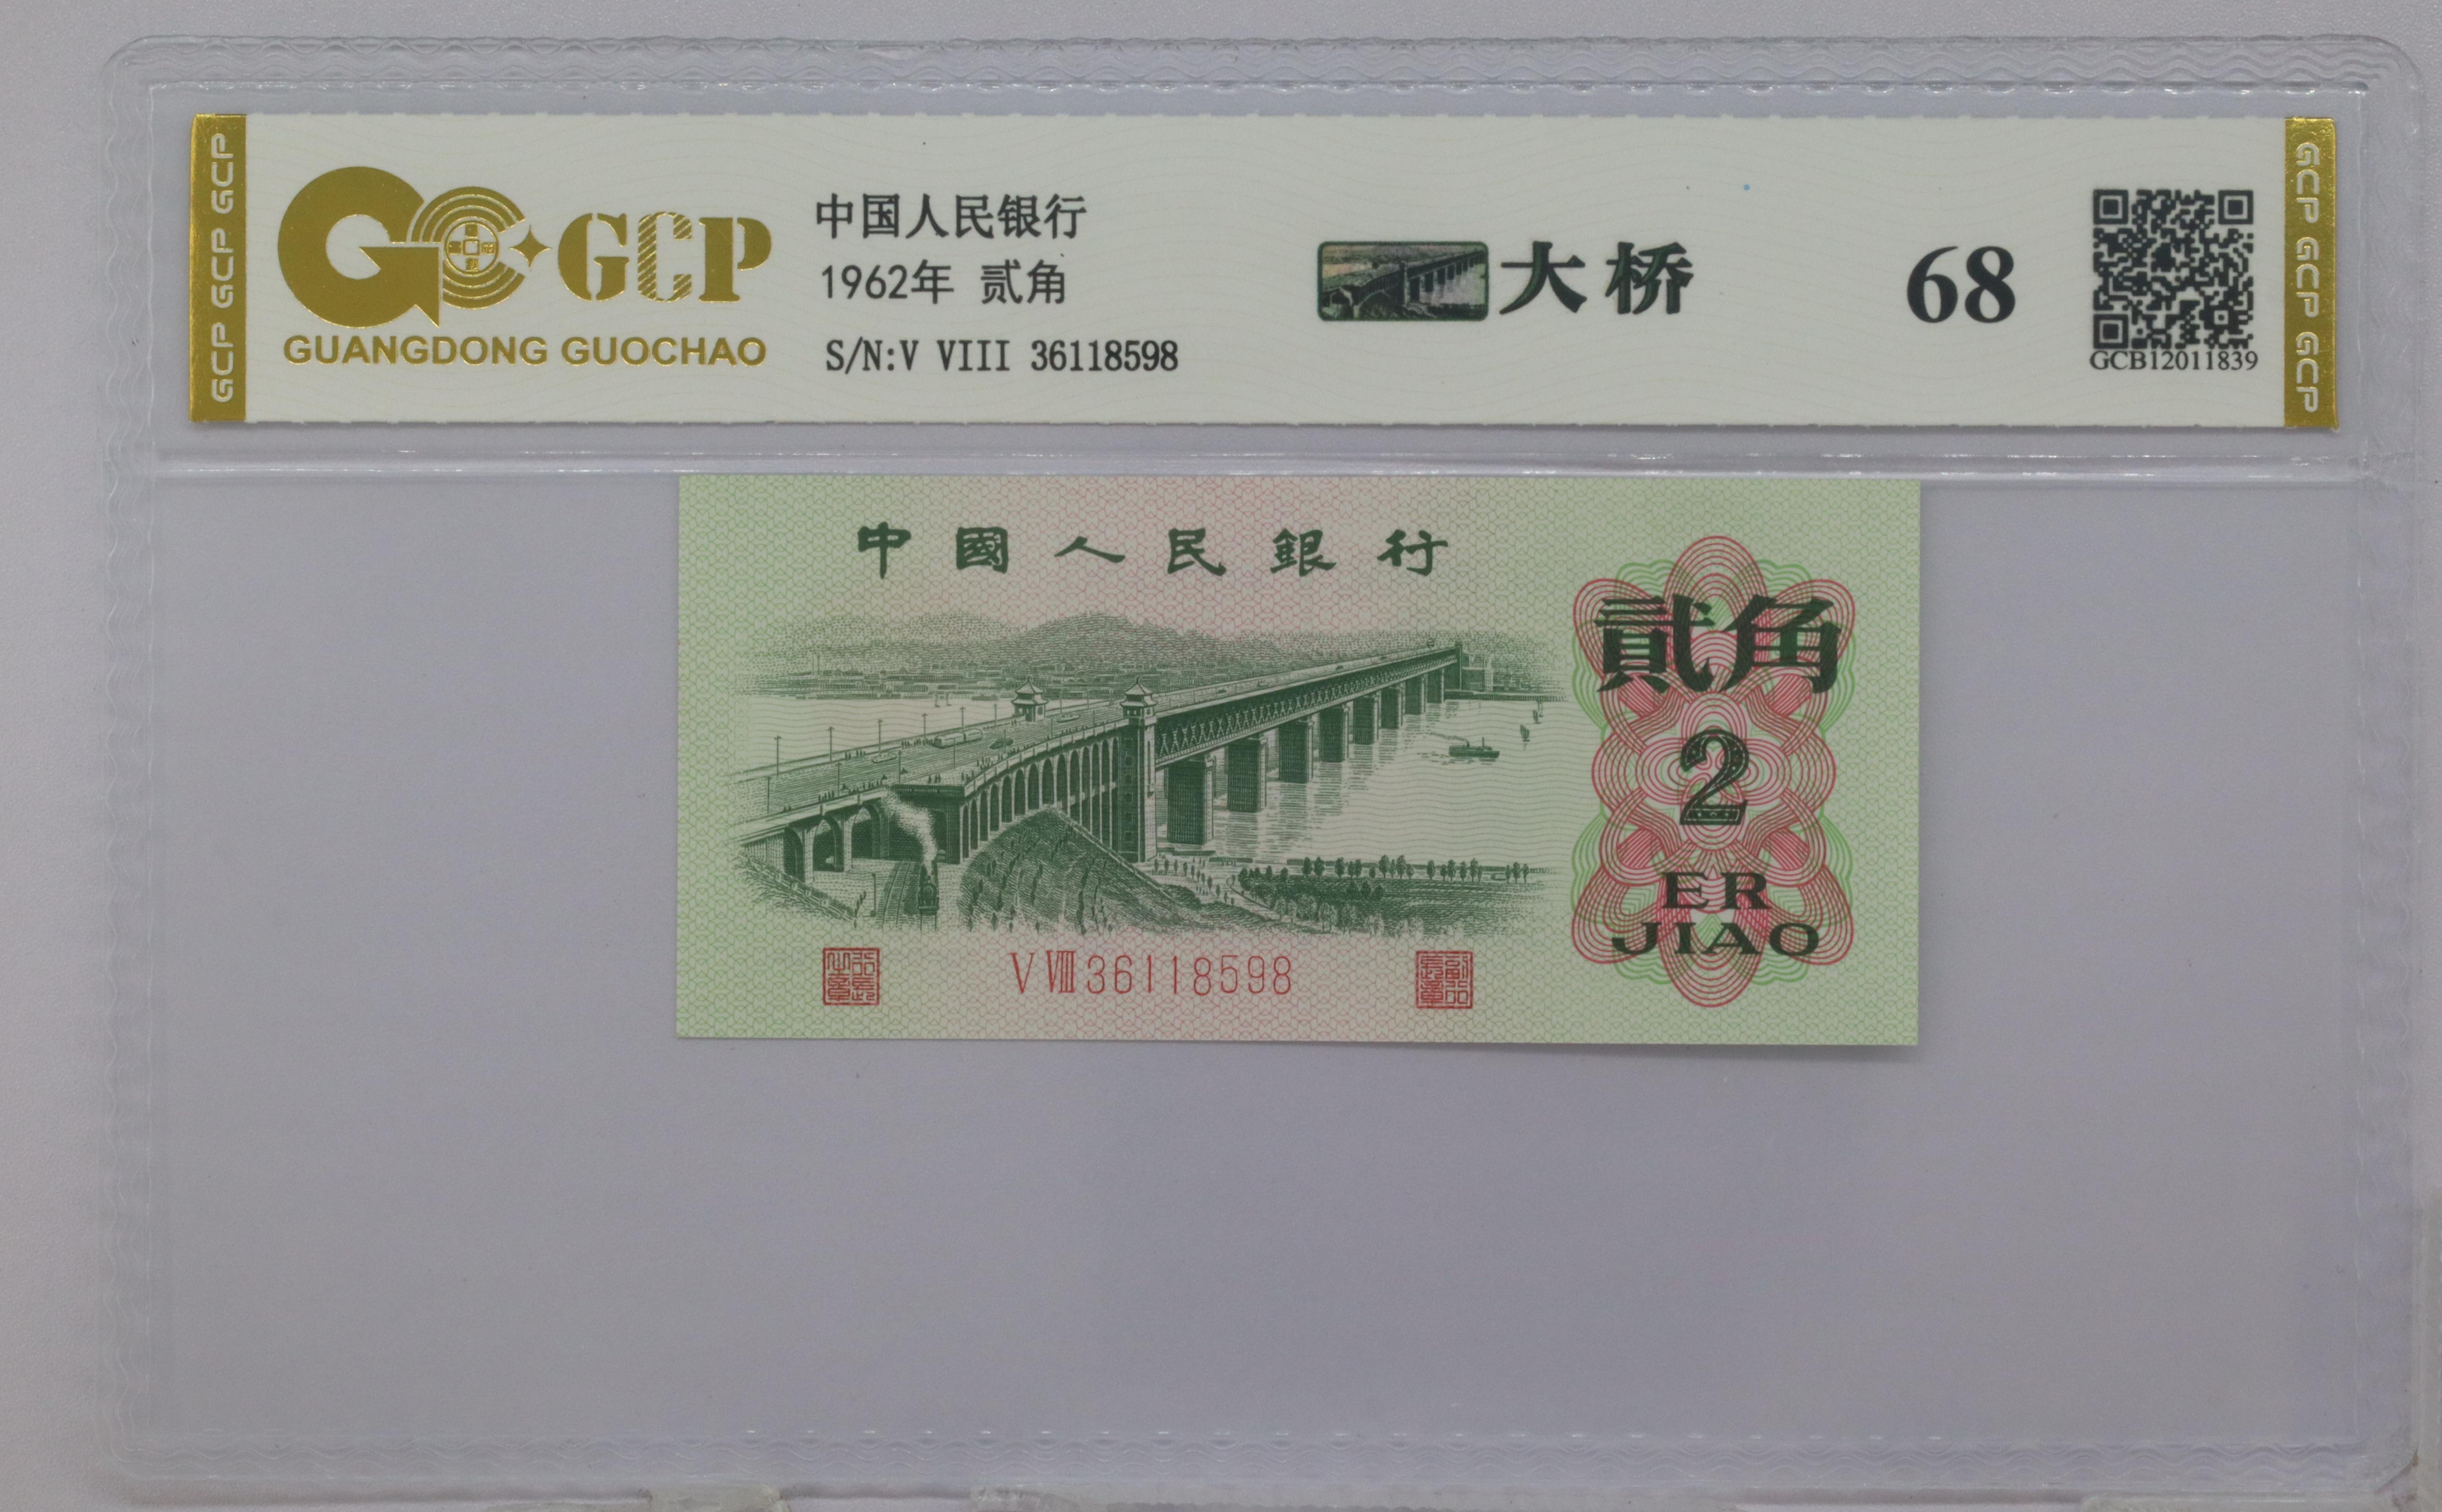 GCP GCP GCP
GCP
GUANGDONG GUOCHAO
中国人民银行
1962年 贰角
S/N:V VIII 36118598
大桥
68
GCB12011839
GCP GCP GCP
中國人民銀行
貳角
2
ER
JIAO
V VIII 36118598